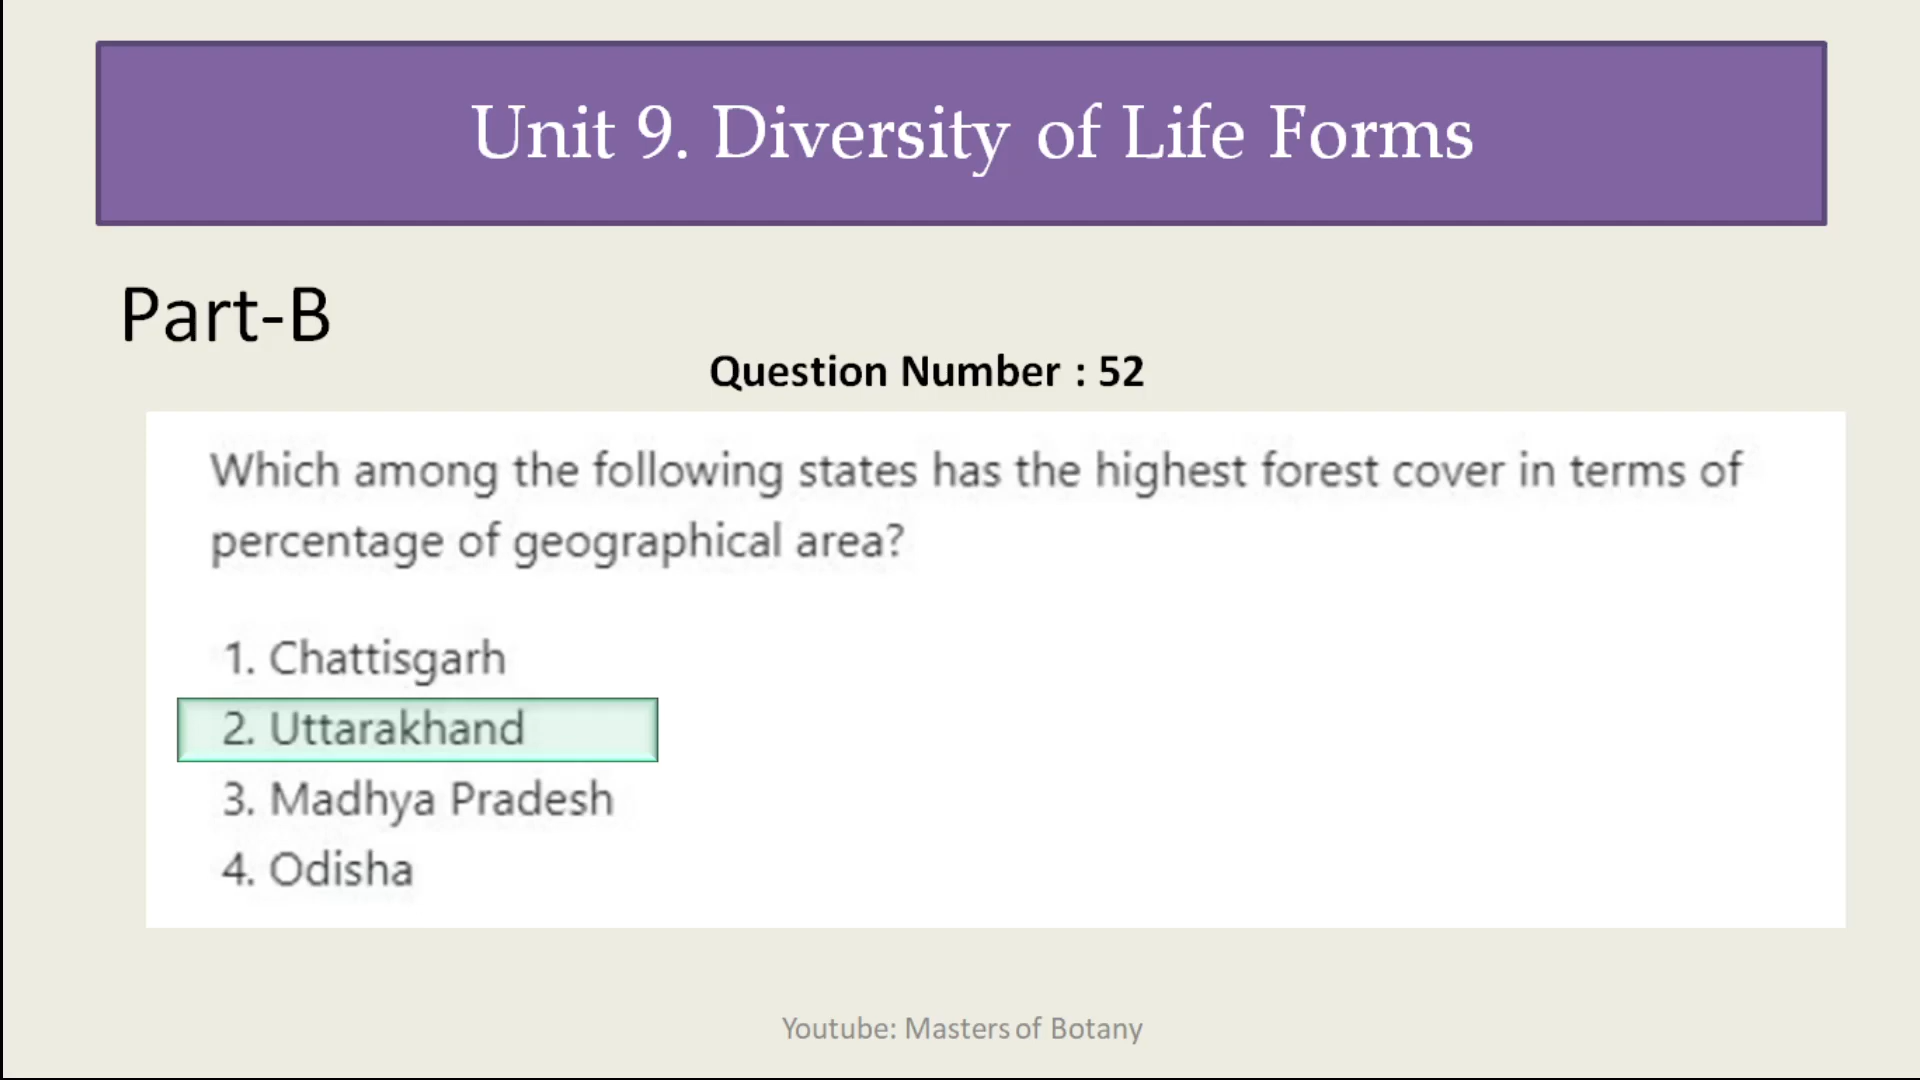 Unit 9. Diversity of Life Forms
Part-B
Question Number : 52
Which among the following states has the highest forest cover in terms of
percentage of geographical area?
1. Chattisgarh
2. Uttarakhand
3. Madhya Pradesh
4. Odisha
Youtube: Masters of Botany